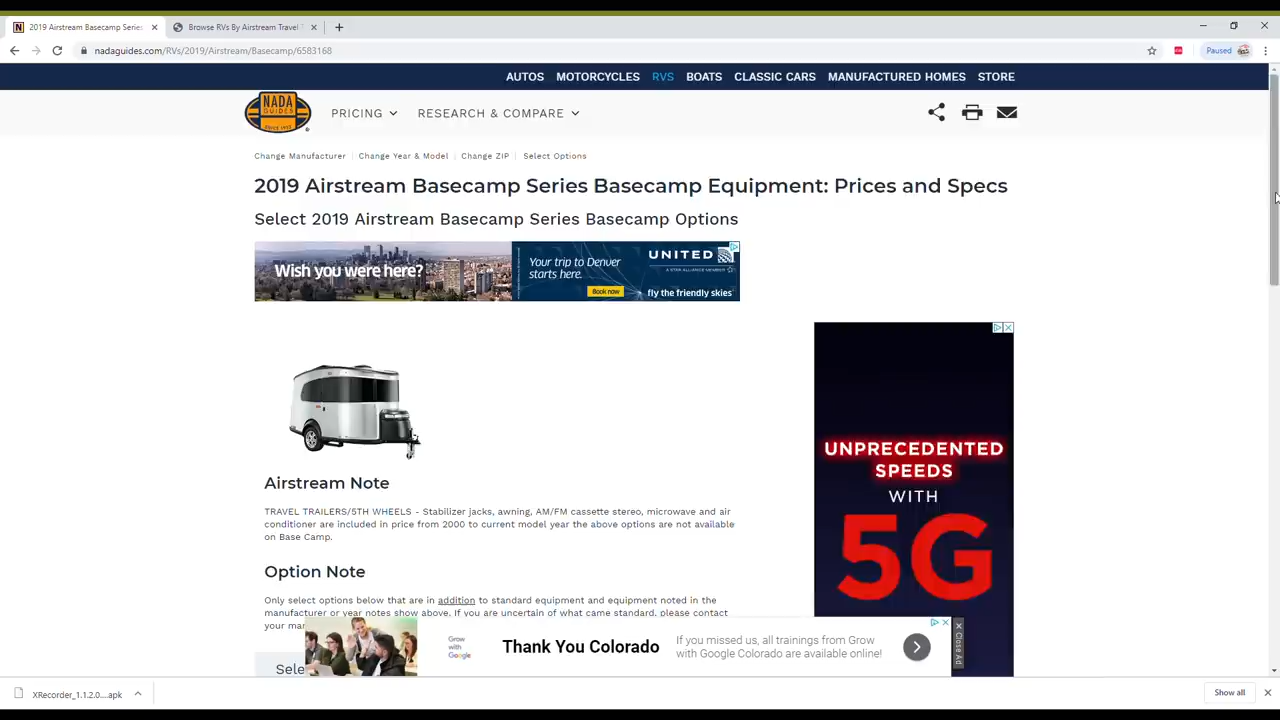 2019 Airstream Basecamp Series
Browse RVs By Airstream Travel T
nadaguides.com/RVs/2019/Airstream/Basecamp/6583168
Paused
AUTOS MOTORCYCLES RVS BOATS CLASSIC CARS MANUFACTURED HOMES STORE
NADA
GUIDES
SINCE 1933
PRICING
RESEARCH & COMPARE
Change Manufacturer | Change Year & Model | Change ZIP | Select Options
2019 Airstream Basecamp Series Basecamp Equipment: Prices and Specs
Select 2019 Airstream Basecamp Series Basecamp Options
Wish you were here?
Your trip to Denver
starts here.
Book now
UNITED
A STAR ALLIANCE MEMBER
fly the friendly skies
Airstream Note
TRAVEL TRAILERS/5TH WHEELS - Stabilizer jacks, awning, AM/FM cassette stereo, microwave and air
conditioner are included in price from 2000 to current model year the above options are not available
on Base Camp.
Option Note
Only select options below that are in addition to standard equipment and equipment noted in the
manufacturer or year notes show above. If you are uncertain of what came standard, please contact
your man
Sele
UNPRECEDENTED
SPEEDS
WITH
5G
Grow
with
Google
Thank You Colorado
If you missed us, all trainings from Grow
with Google Colorado are available online!
Close Ad
XRecorder_1.1.2.0....apk
Show all